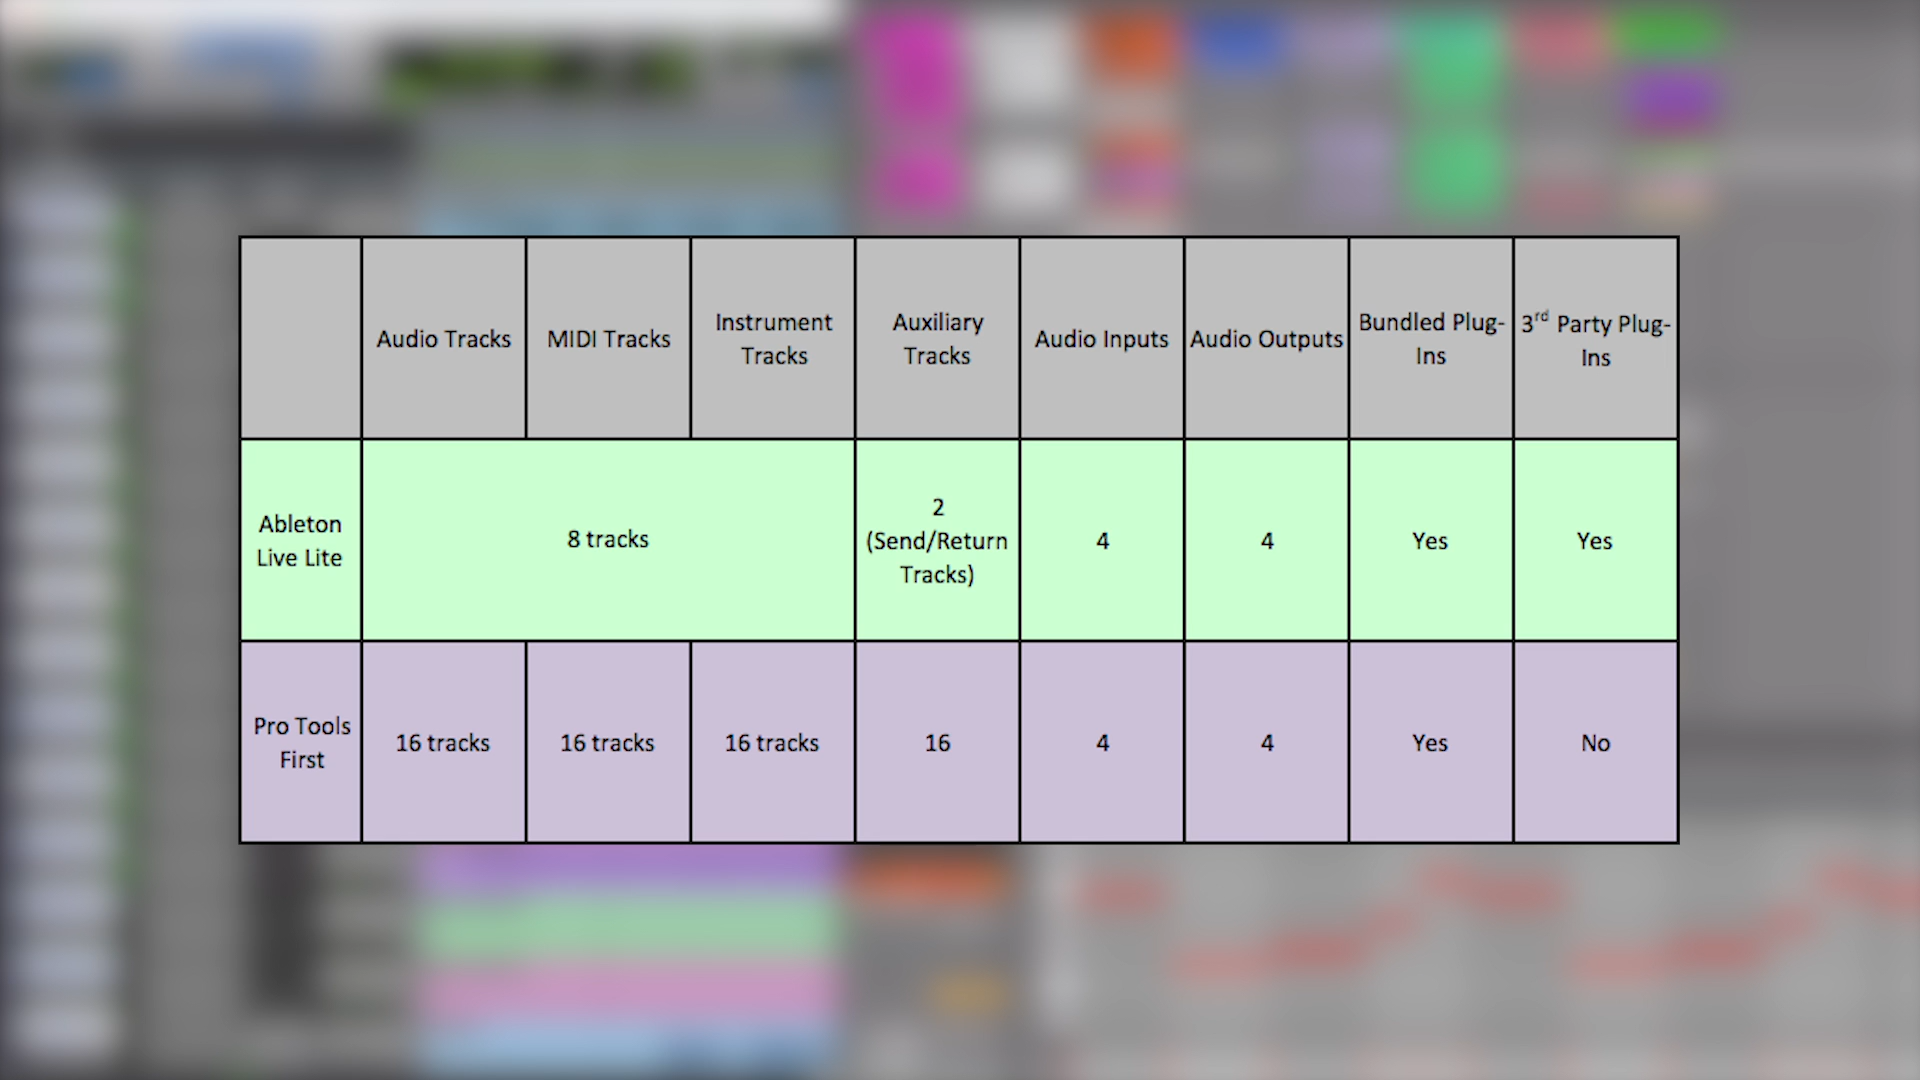 Audio Tracks
MIDI Tracks
Instrument
Tracks
Auxiliary
Tracks
Audio Inputs
Audio Outputs
Bundled Plug-
Ins
3rd Party Plug-
Ins
Ableton
Live Lite
8 tracks
2
(Send/Return
Tracks)
4
4
Yes
Yes
Pro Tools
First
16 tracks
16 tracks
16 tracks
16
4
4
Yes
No